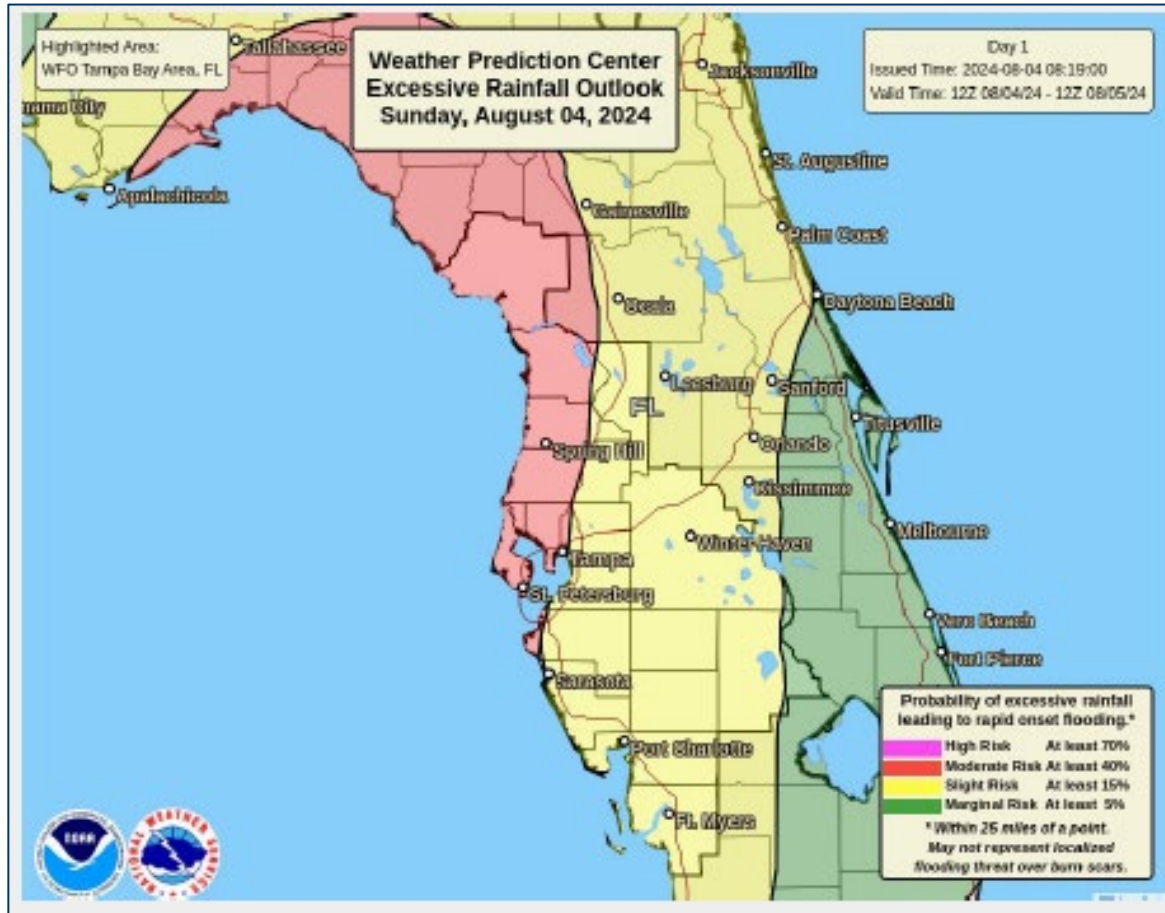 Highlighted Area:
WFO Tampa Bay Area, FL
Weather Prediction Center
Excessive Rainfall Outlook
Sunday, August 04, 2024
Day 1
Issued Time: 2024-08-04 08:19:00
Valid Time: 12Z 08/04/24 - 12Z 08/05/24
Tallahassee
Jacksonville
nama City
St. Augustine
Apalachicola
Gainesville
Palm Coast
Ocala
Daytona Beach
Leesburg
Sanford
FL
Titusville
Spring Hill
Orlando
Kissimmee
Melbourne
Winter Haven
Tampa
St. Petersburg
Vero Beach
Fort Pierce
Sarasota
Port Charlotte
Ft. Myers
Probability of excessive rainfall
leading to rapid onset flooding.*
High Risk At least 70%
Moderate Risk At least 40%
Slight Risk At least 15%
Marginal Risk At least 5%
* Within 25 miles of a point.
May not represent localized
flooding threat over burn scars.
NOAA
NATIONAL WEATHER SERVICE